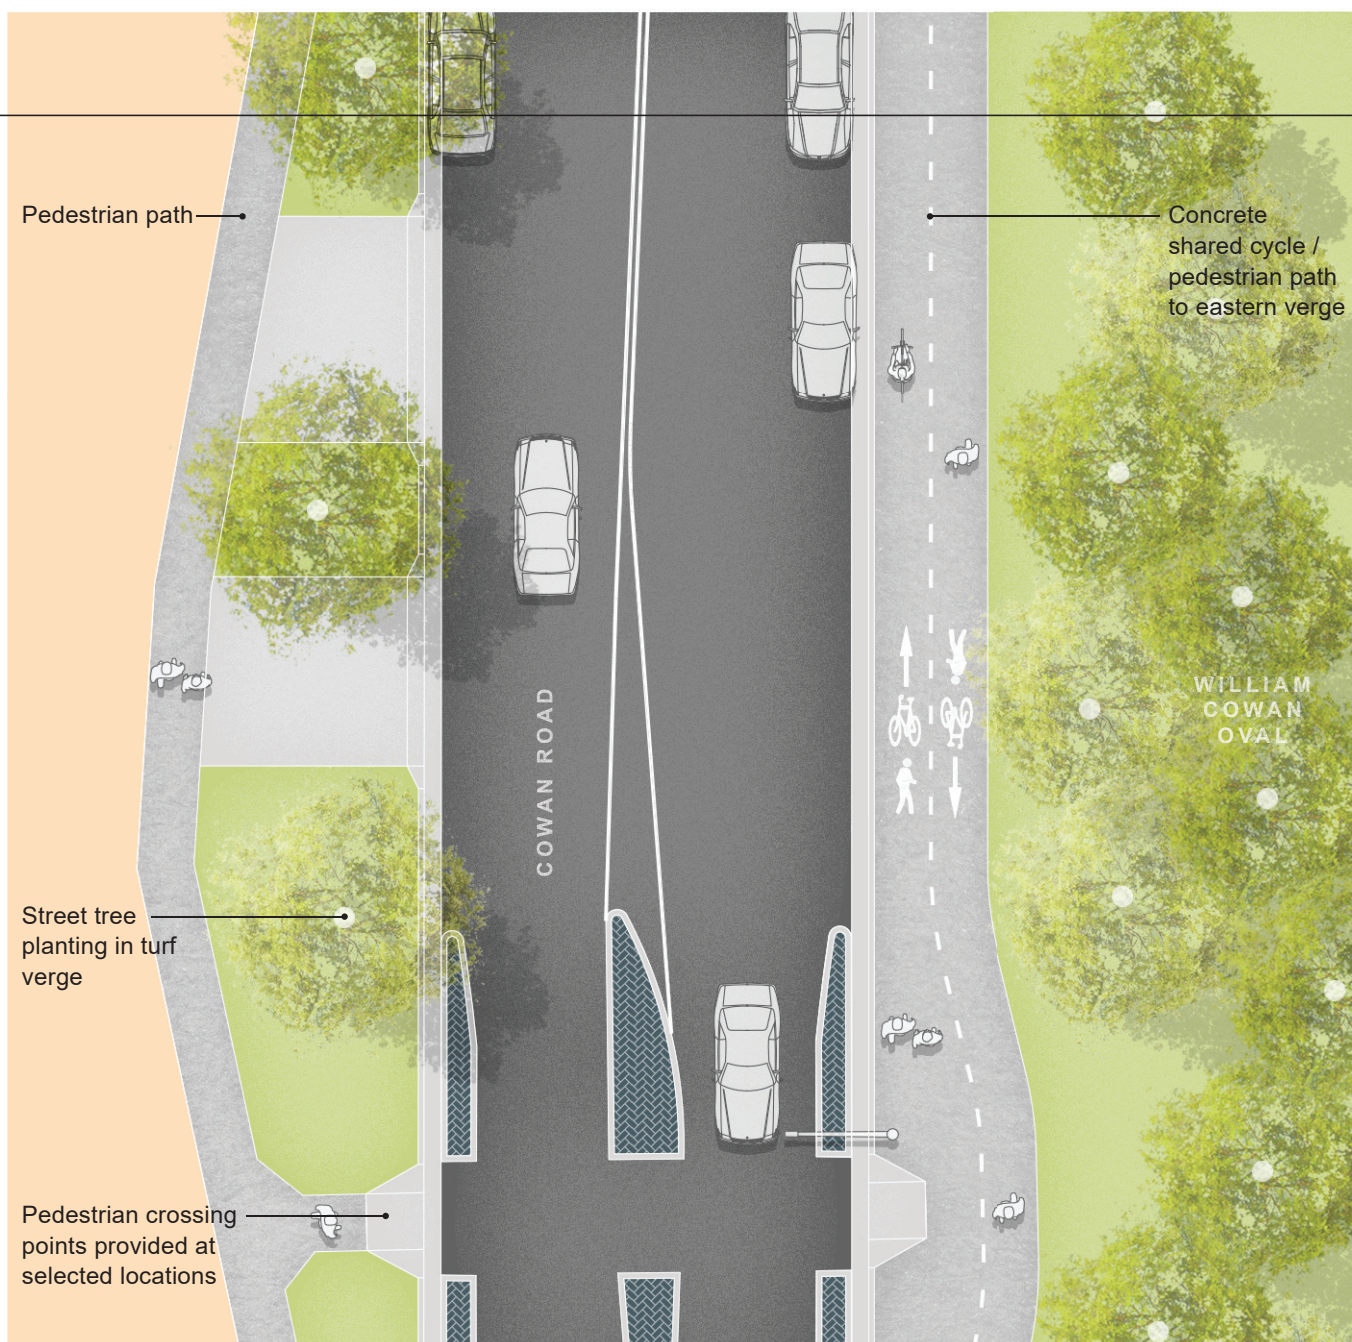 Pedestrian path
Concrete
shared cycle /
pedestrian path
to eastern verge
WILLIAM
COWAN
OVAL
COWAN ROAD
Street tree
planting in turf
verge
Pedestrian crossing
points provided at
selected locations